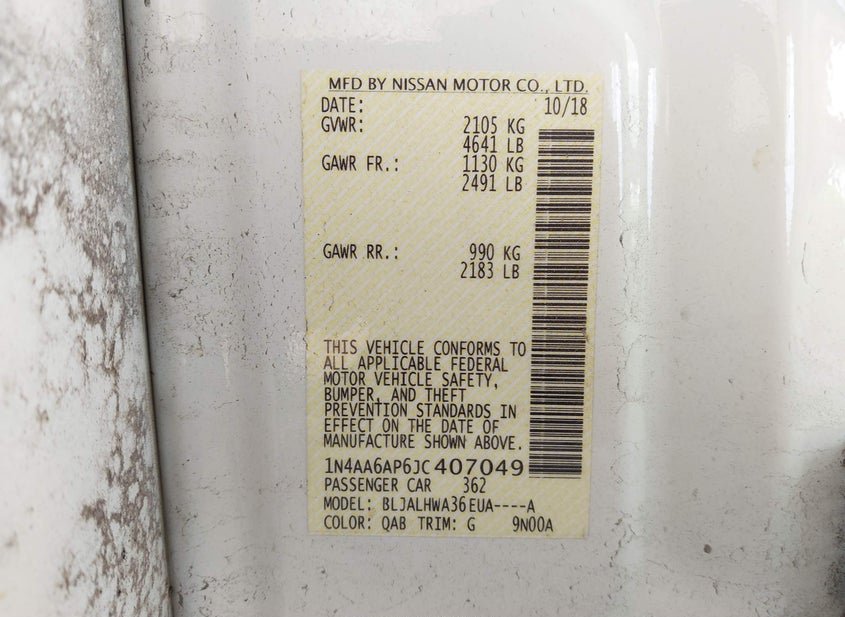 MFD BY NISSAN MOTOR CO., LTD.
DATE: 10/18
GVWR: 2105 KG
4641 LB
GAWR FR.: 1130 KG
2491 LB
GAWR RR.: 990 KG
2183 LB
THIS VEHICLE CONFORMS TO
ALL APPLICABLE FEDERAL
MOTOR VEHICLE SAFETY,
BUMPER, AND THEFT
PREVENTION STANDARDS IN
EFFECT ON THE DATE OF
MANUFACTURE SHOWN ABOVE.
1N4AA6AP6JC407049
PASSENGER CAR 362
MODEL: BLJALHWA36EUA----A
COLOR: QAB TRIM: G 9N00A